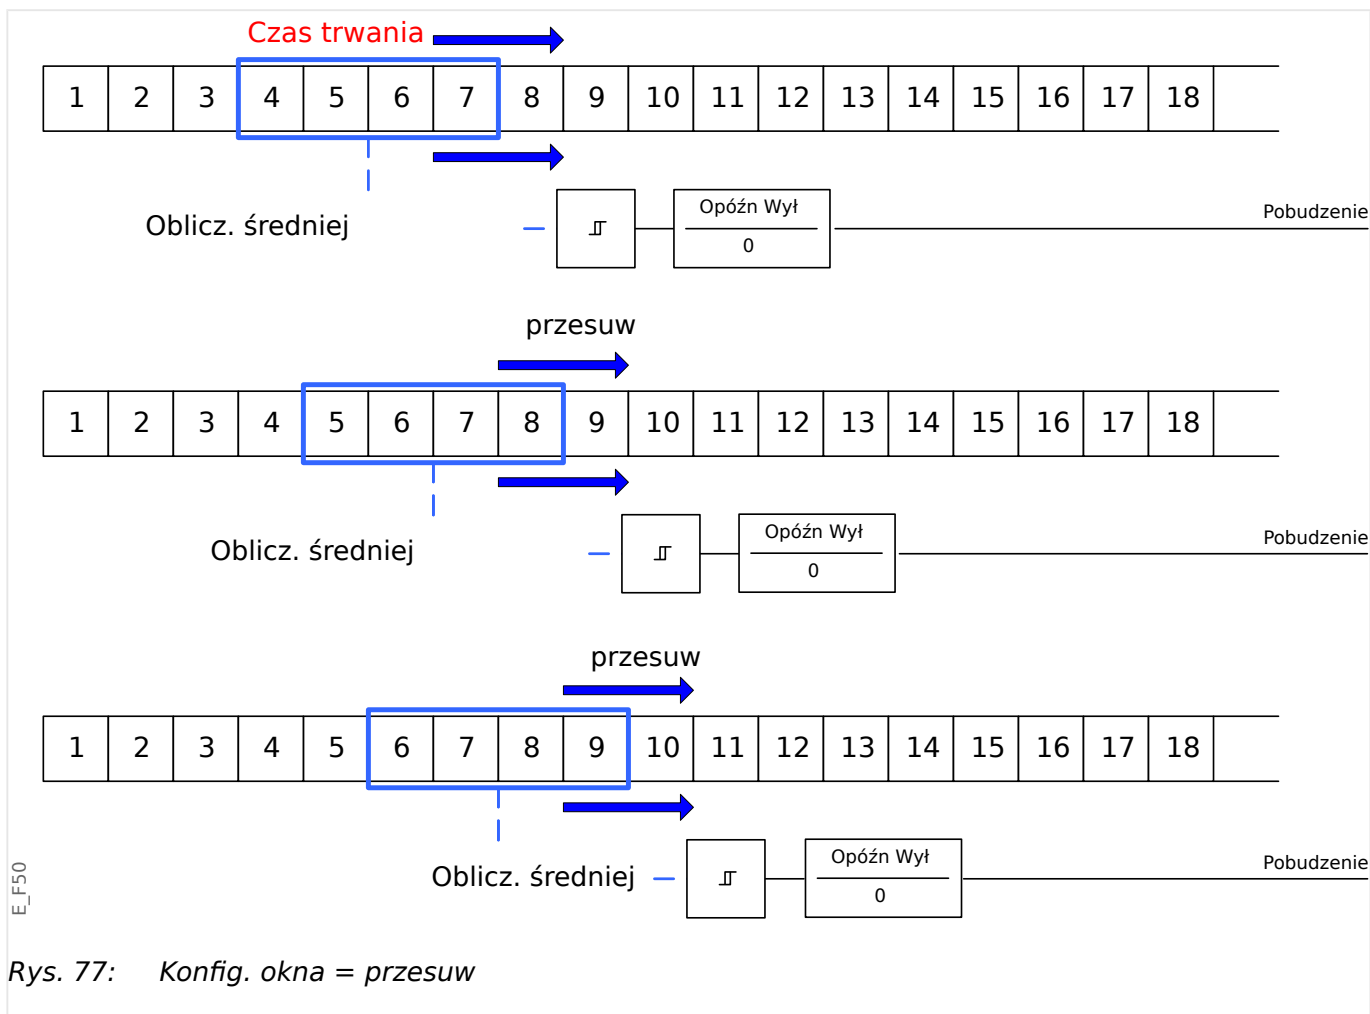 Czas trwania
1 2 3 4 5 6 7 8 9 10 11 12 13 14 15 16 17 18
Oblicz. średniej
Opóźn Wył
0
Pobudzenie
przesuw
1 2 3 4 5 6 7 8 9 10 11 12 13 14 15 16 17 18
Oblicz. średniej
Opóźn Wył
0
Pobudzenie
przesuw
1 2 3 4 5 6 7 8 9 10 11 12 13 14 15 16 17 18
Oblicz. średniej
Opóźn Wył
0
Pobudzenie
E_F50
Rys. 77: Konfig. okna = przesuw